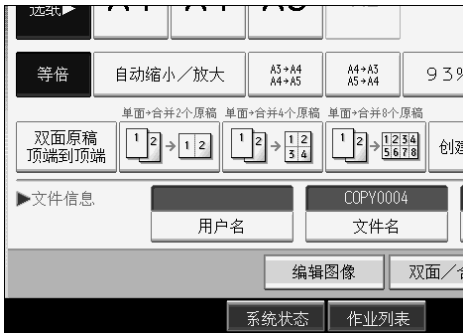 选纸▶
等倍 自动缩小／放大 A3→A4 A4→A3 93%
A4→A5 A5→A4
单面→合并2个原稿 单面→合并4个原稿 单面→合并8个原稿
双面原稿 1 2 → 1 2 1 2 → 1 2 1 2 → 1 2 3 4 创建
顶端到顶端 3 4 5 6 7 8
▶文件信息 COPY0004
用户名 文件名
编辑图像 双面／
系统状态 作业列表